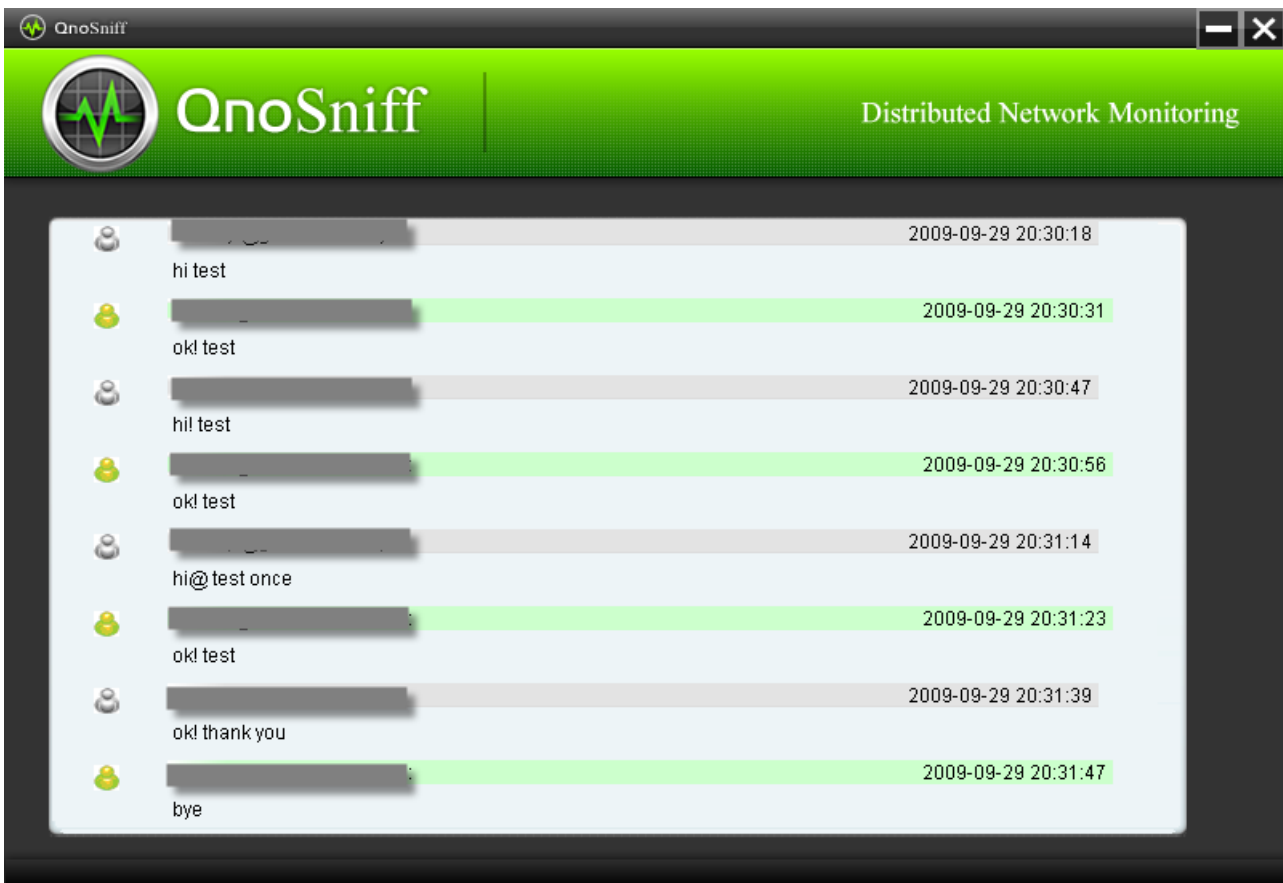 QnoSniff
QnoSniff
Distributed Network Monitoring
2009-09-29 20:30:18
hi test
2009-09-29 20:30:31
ok! test
2009-09-29 20:30:47
hi! test
2009-09-29 20:30:56
ok! test
2009-09-29 20:31:14
hi@ test once
2009-09-29 20:31:23
ok! test
2009-09-29 20:31:39
ok! thank you
2009-09-29 20:31:47
bye